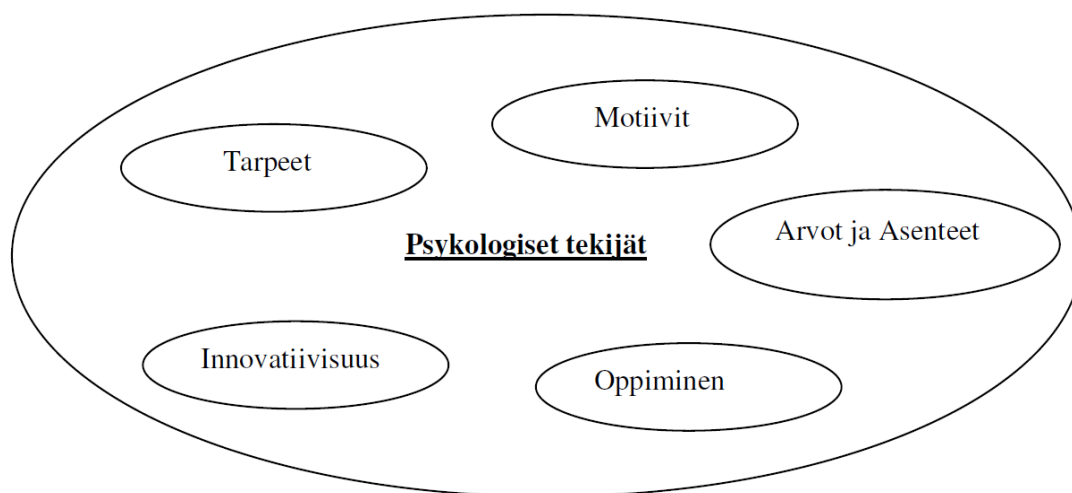 Motiivit
Tarpeet
Arvot ja Asenteet
Psykologiset tekijät
Innovatiivisuus
Oppiminen